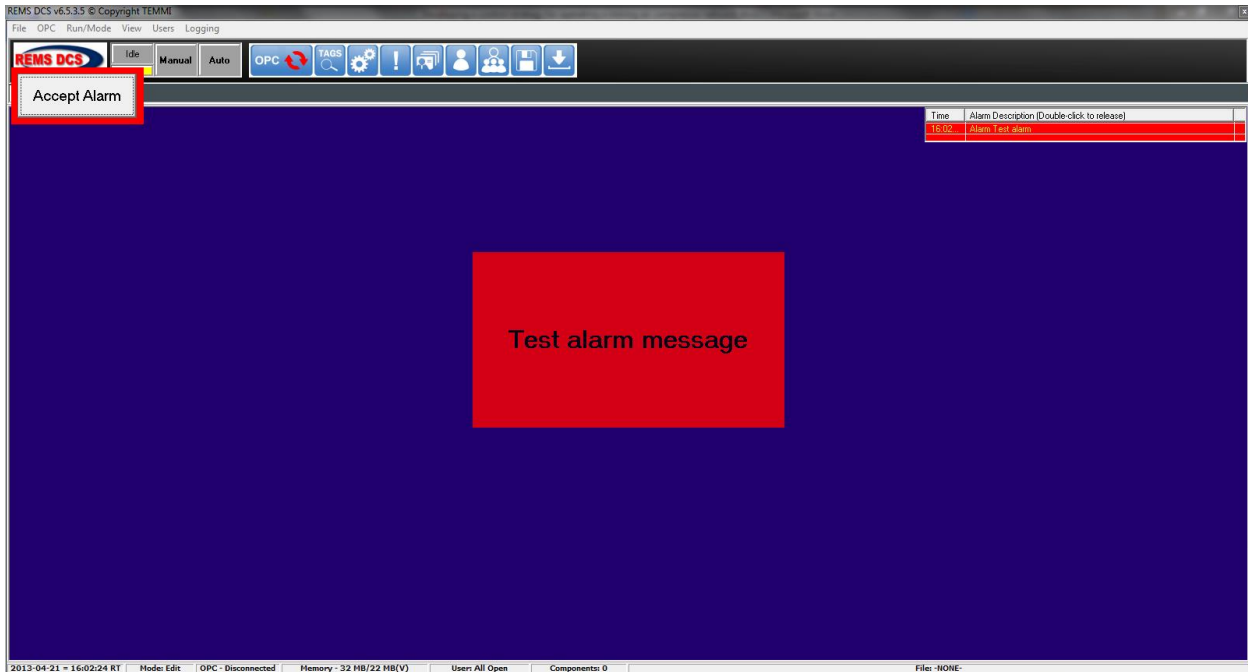 REMS DCS v6.5.3.5 © Copyright TEMMI
File OPC Run/Mode View Users Logging
REMS DCS Idle Manual Auto OPC TAGS !
Accept Alarm
Time Alarm Description (Double-click to release)
16:02... Alarm Test alarm
Test alarm message
2013-04-21 = 16:02:24 RT Mode: Edit OPC - Disconnected Memory - 32 MB/22 MB(V) User: All Open Components: 0 File: -NONE-